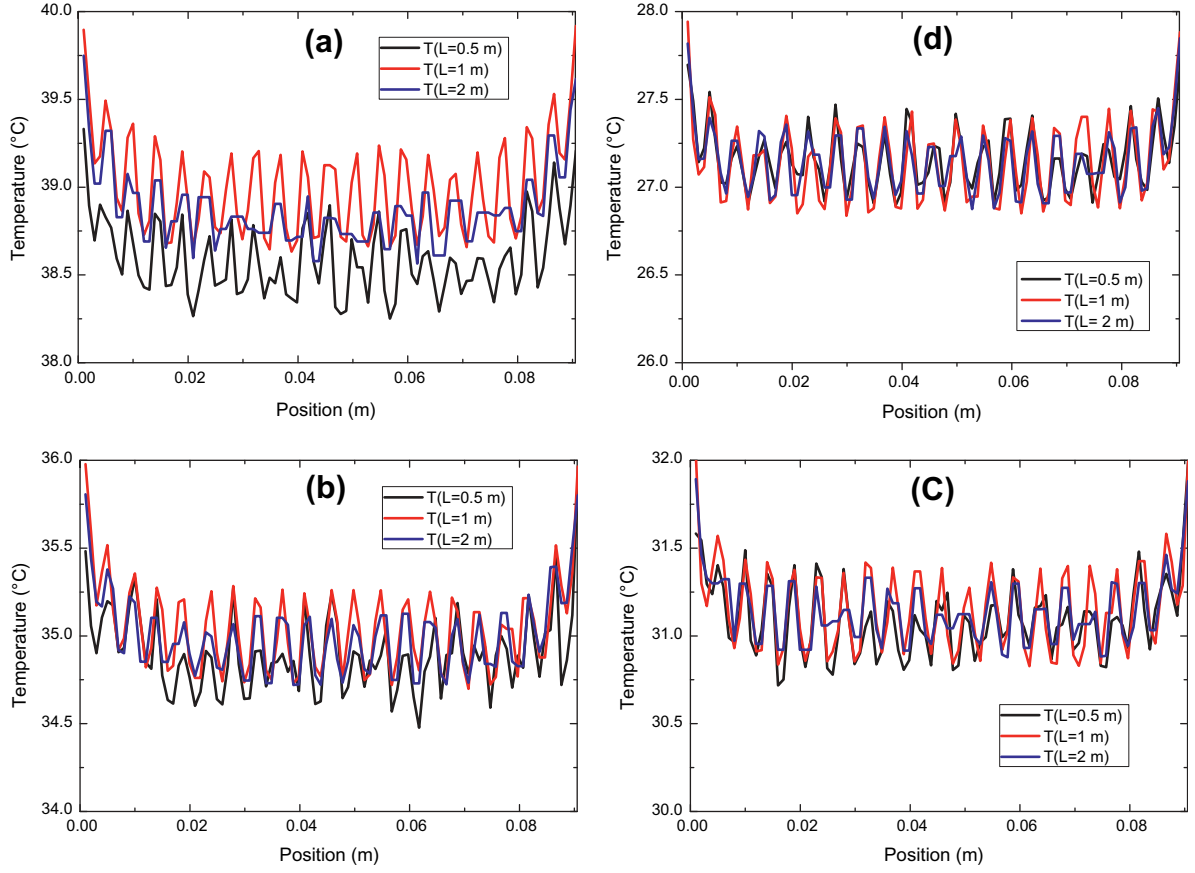 (a)
T(L=0.5 m)
T(L=1 m)
T(L=2 m)
40.0
39.5
39.0
38.5
38.0
Temperature (°C)
0.00 0.02 0.04 0.06 0.08
Position (m)
(d)
T(L=0.5 m)
T(L=1 m)
T(L= 2 m)
28.0
27.5
27.0
26.5
26.0
Temperature (°C)
0.00 0.02 0.04 0.06 0.08
Position (m)
(b)
T(L=0.5 m)
T(L=1 m)
T(L=2 m)
36.0
35.5
35.0
34.5
34.0
Temperature (°C)
0.00 0.02 0.04 0.06 0.08
Position (m)
(C)
T(L=0.5 m)
T(L=1 m)
T(L=2 m)
32.0
31.5
31.0
30.5
30.0
Temperature (°C)
0.00 0.02 0.04 0.06 0.08
Position (m)